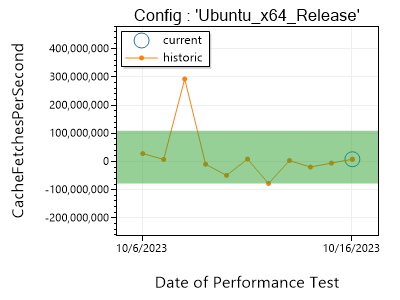 Config : 'Ubuntu_x64_Release'
current
historic
CacheFetchesPerSecond
400,000,000
300,000,000
200,000,000
100,000,000
0
-100,000,000
-200,000,000
10/6/2023
10/16/2023
Date of Performance Test